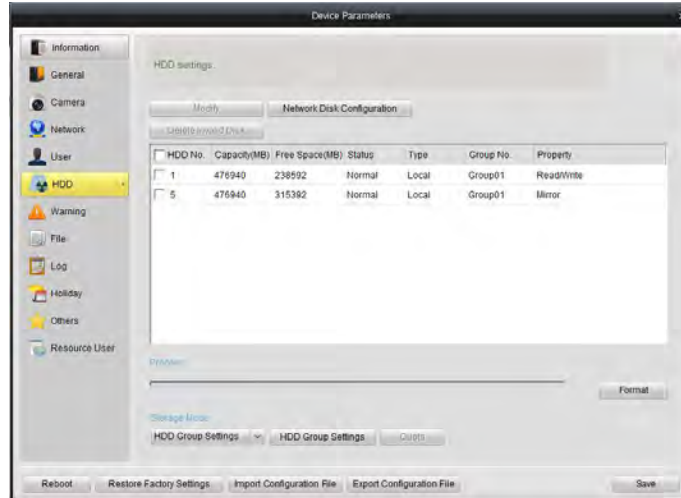 Device Parameters
Information
General
Camera
Network
User
HDD
Warning
File
Log
Holiday
Others
Resource User
HDD settings.
Modify
Network Disk Configuration
HDD No. Capacity(MB) Free Space(MB) Status Type Group No. Property
1 476940 238592 Normal Local Group01 Read/Write
5 476940 315392 Normal Local Group01 Mirror
Format
Storage Mode:
HDD Group Settings HDD Group Settings Quota
Reboot Restore Factory Settings Import Configuration File Export Configuration File Save